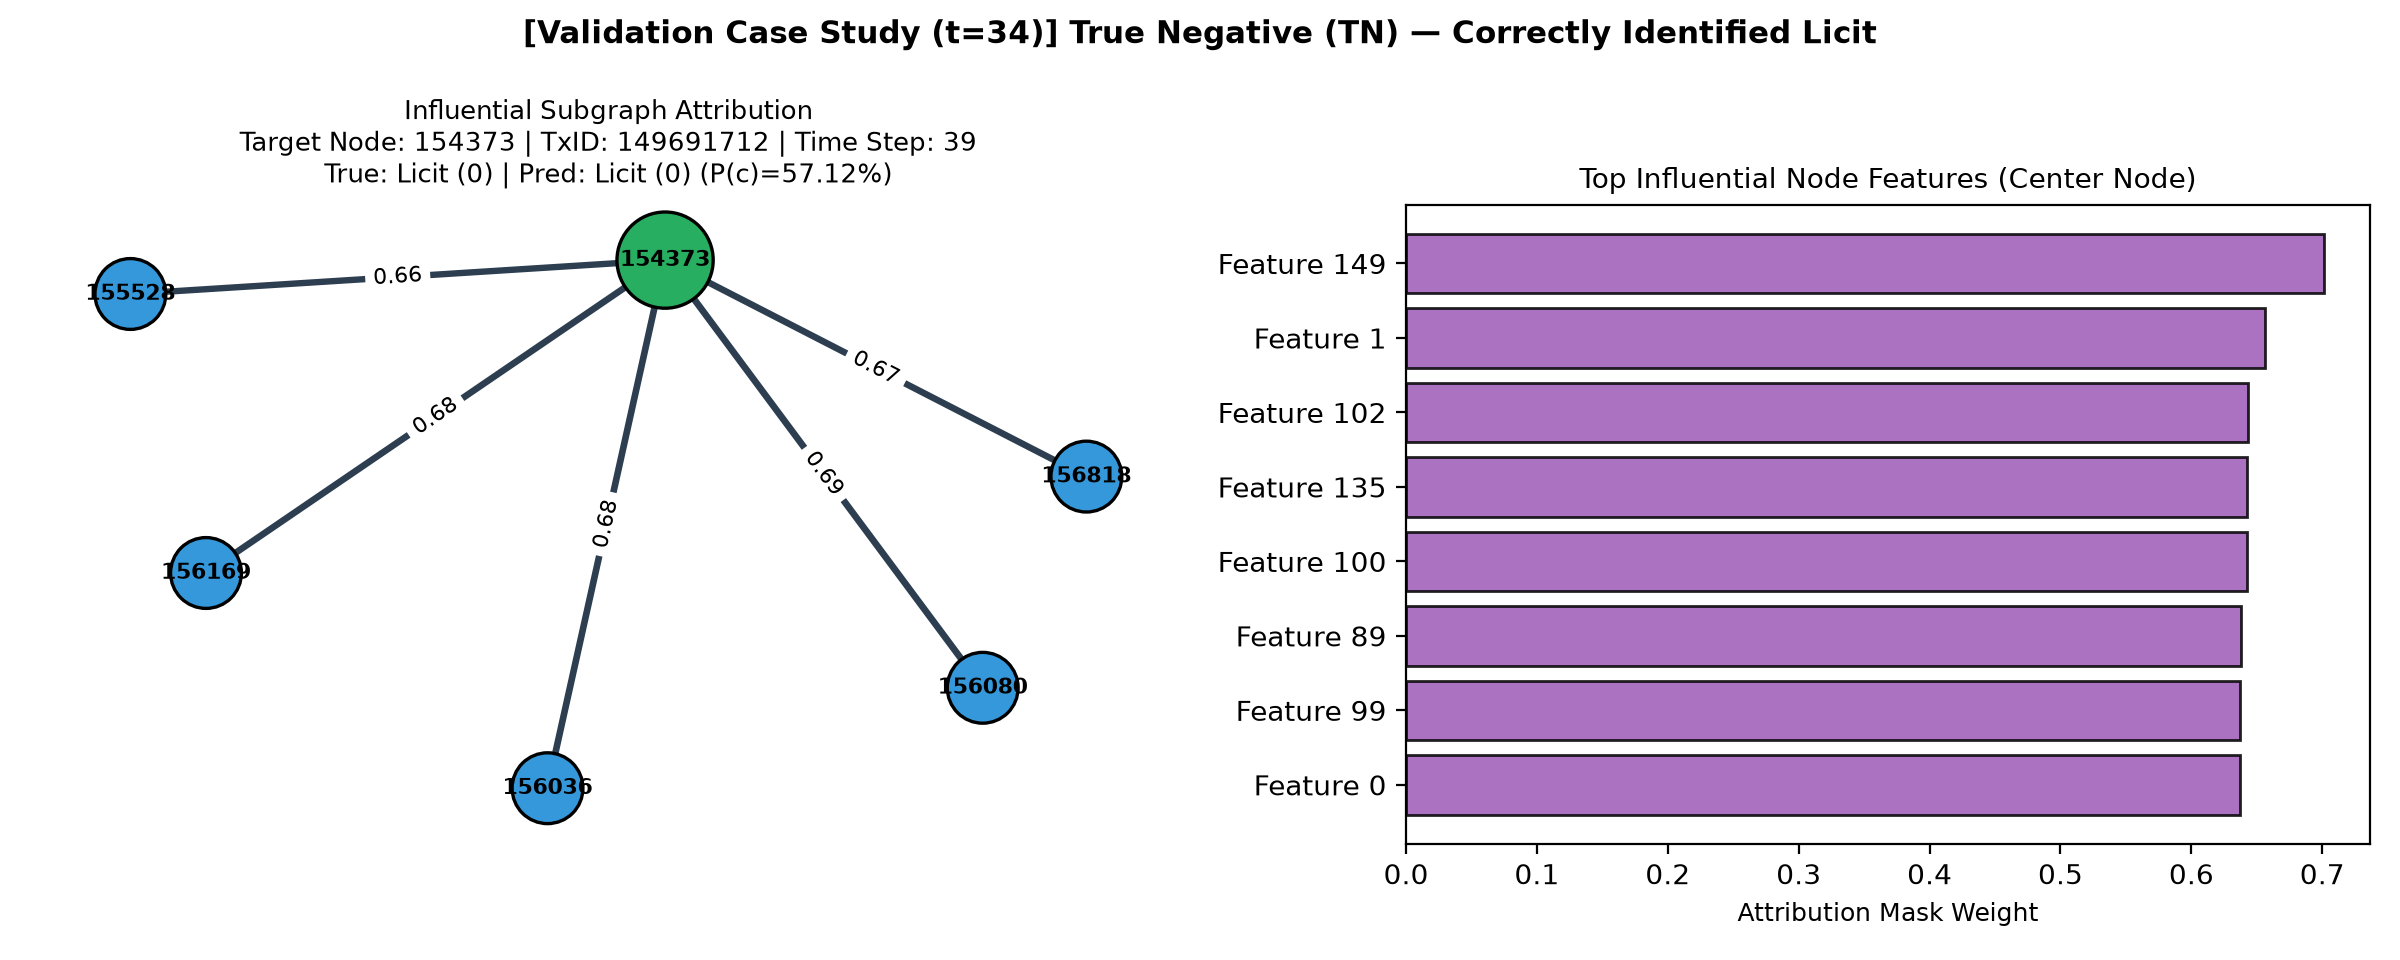 [Validation Case Study (t=34)] True Negative (TN) — Correctly Identified Licit
Influential Subgraph Attribution
Target Node: 154373 | TxID: 149691712 | Time Step: 39
True: Licit (0) | Pred: Licit (0) (P(c)=57.12%)
154373
155528
0.66
0.67
0.68
0.69
0.68
156818
156169
156080
156036
Top Influential Node Features (Center Node)
Feature 149
Feature 1
Feature 102
Feature 135
Feature 100
Feature 89
Feature 99
Feature 0
0.0 0.1 0.2 0.3 0.4 0.5 0.6 0.7
Attribution Mask Weight